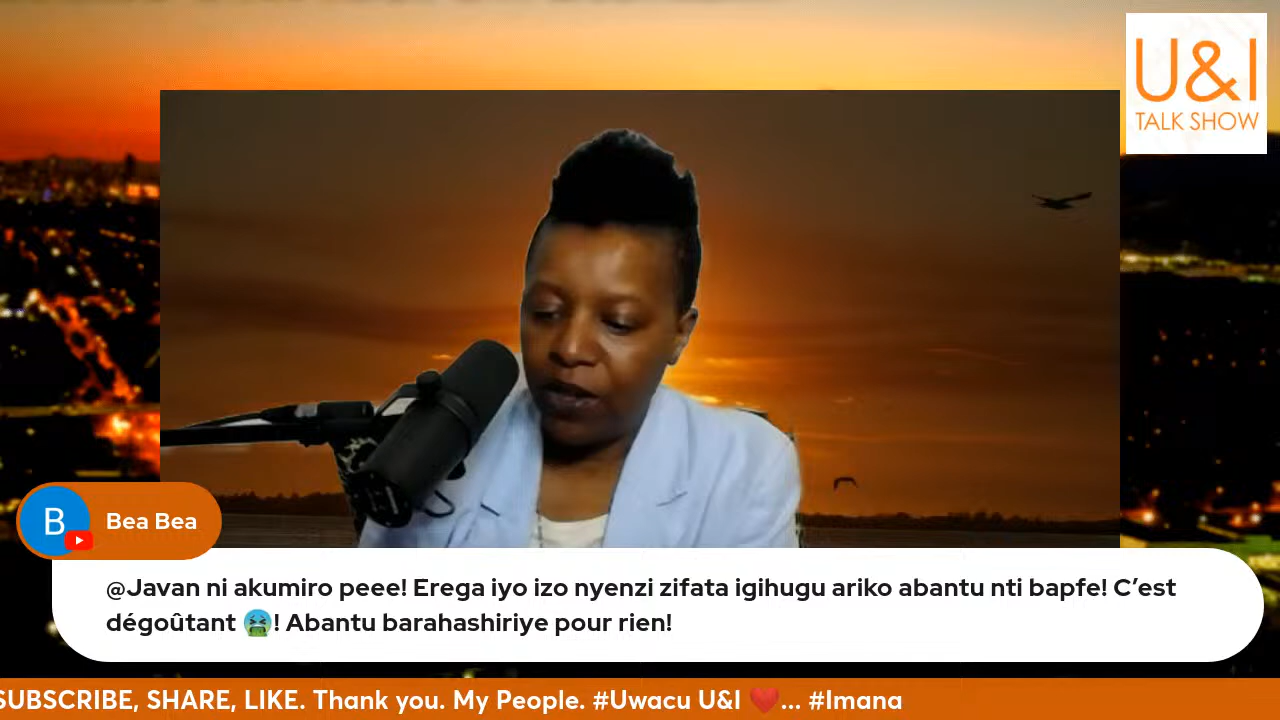 U&I
TALK SHOW
B
Bea Bea
@Javan ni akumiro peee! Erega iyo izo nyenzi zifata igihugu ariko abantu nti bapfe! C’est
dégoûtant 🤮! Abantu barahashiriye pour rien!
SUBSCRIBE, SHARE, LIKE. Thank you. My People. #Uwacu U&I ❤️... #Imana